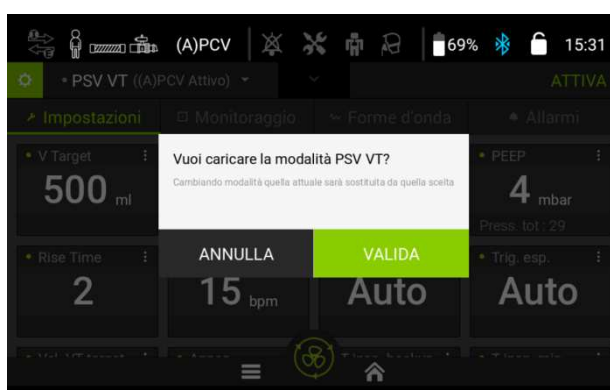 (A)PCV 69% 15:31
• PSV VT ((A)PCV Attivo) ATTIVA
Impostazioni Monitoraggio Forme d'onda Allarmi
Vuoi caricare la modalità PSV VT?
Cambiando modalità quella attuale sarà sostituita da quella scelta
• V Target • PEEP
500 ml 4 mbar
Press. tot : 29
ANNULLA VALIDA
• Rise Time • Trig. esp.
2 15 bpm Auto Auto